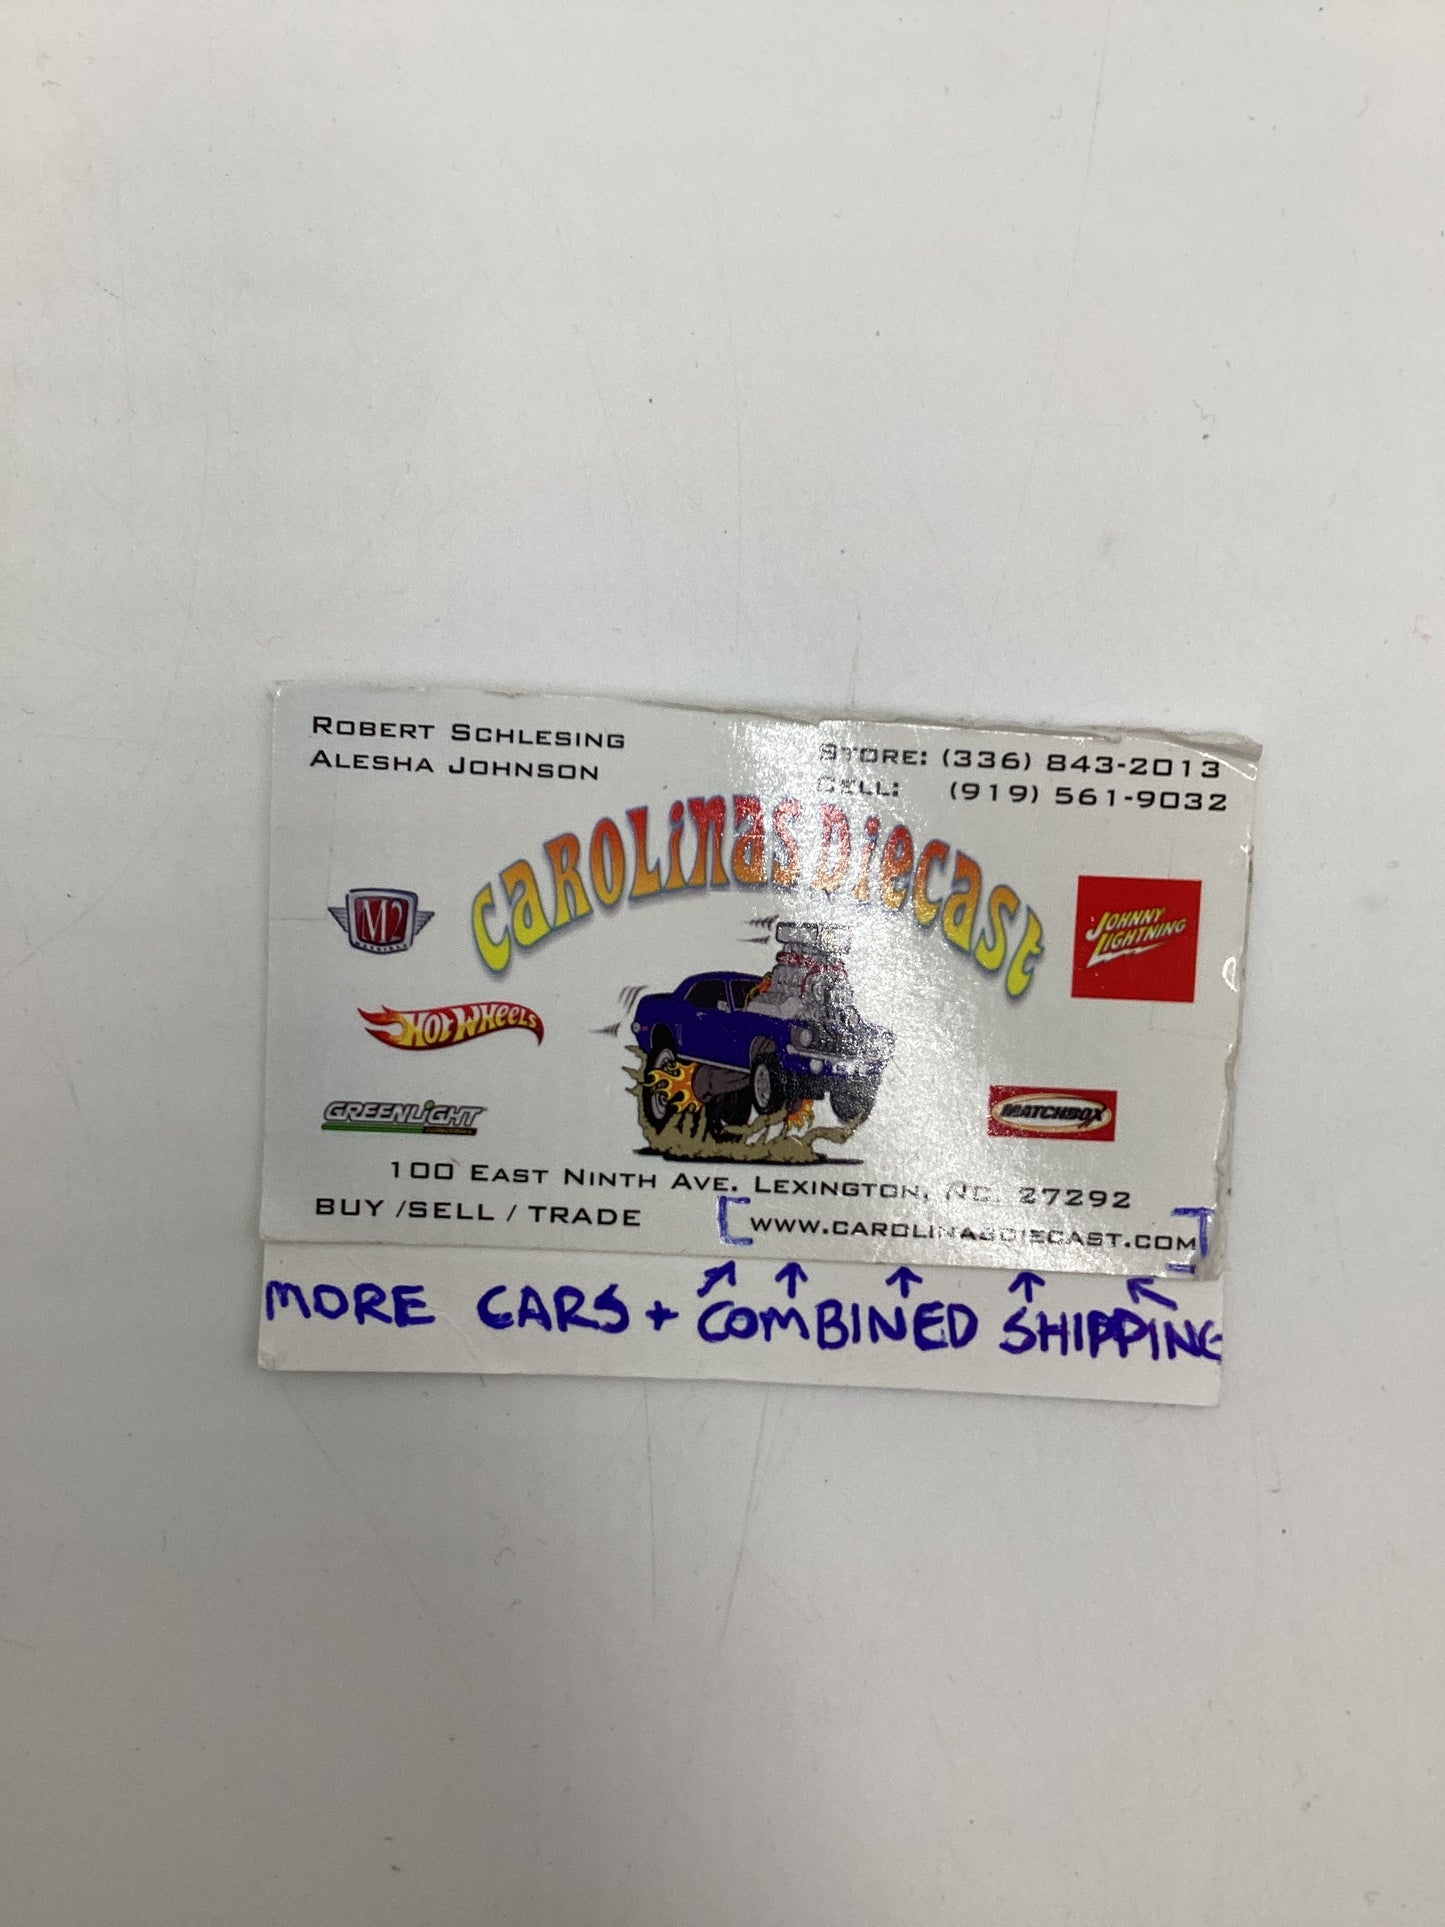 ROBERT SCHLESING
ALESHA JOHNSON
STORE: (336) 843-2013
CELL: (919) 561-9032
CAROLINAS DIECAST
M2
MACHINES
JOHNNY
LIGHTNING
HOT WHEELS
GREENLIGHT
MATCHBOX
100 EAST NINTH AVE. LEXINGTON, NC. 27292
BUY /SELL / TRADE
[WWW.CAROLINASDIECAST.COM]
↗ ↑ ↑ ↑ ↖
MORE CARS + COMBINED SHIPPING